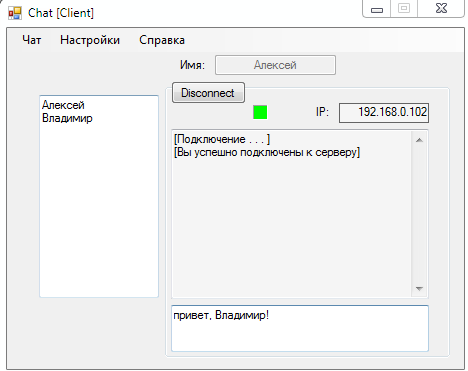 Chat [Client]
Чат Настройки Справка
Имя: Алексей
Disconnect
IP: 192.168.0.102
Алексей
Владимир
[Подключение . . . ]
[Вы успешно подключены к серверу]
привет, Владимир!